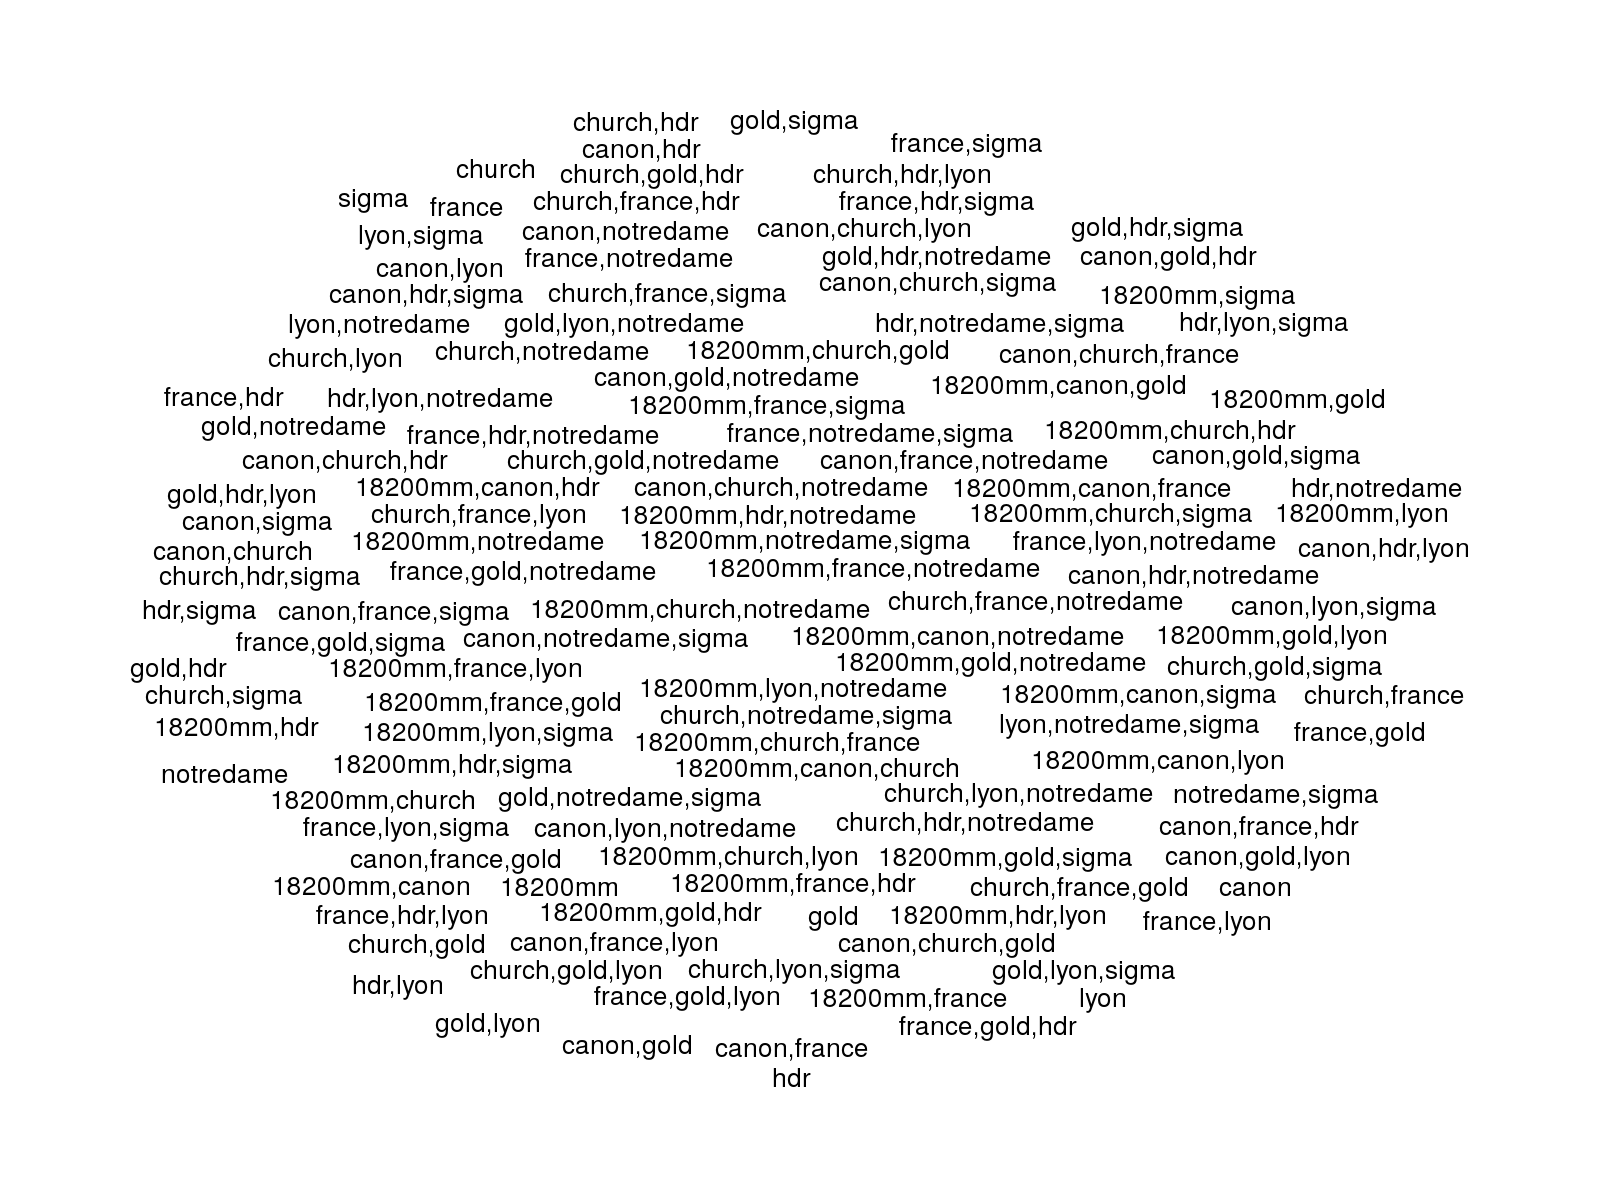 church,hdr gold,sigma
canon,hdr france,sigma
church church,gold,hdr church,hdr,lyon
sigma france church,france,hdr france,hdr,sigma
lyon,sigma canon,notredame canon,church,lyon gold,hdr,sigma
canon,lyon france,notredame gold,hdr,notredame canon,gold,hdr
canon,hdr,sigma church,france,sigma canon,church,sigma 18200mm,sigma
lyon,notredame gold,lyon,notredame hdr,notredame,sigma hdr,lyon,sigma
church,lyon church,notredame 18200mm,church,gold canon,church,france
canon,gold,notredame 18200mm,canon,gold
france,hdr hdr,lyon,notredame 18200mm,france,sigma 18200mm,gold
gold,notredame france,hdr,notredame france,notredame,sigma 18200mm,church,hdr
canon,church,hdr church,gold,notredame canon,france,notredame canon,gold,sigma
gold,hdr,lyon 18200mm,canon,hdr canon,church,notredame 18200mm,canon,france hdr,notredame
canon,sigma church,france,lyon 18200mm,hdr,notredame 18200mm,church,sigma 18200mm,lyon
canon,church 18200mm,notredame 18200mm,notredame,sigma france,lyon,notredame canon,hdr,lyon
church,hdr,sigma france,gold,notredame 18200mm,france,notredame canon,hdr,notredame
hdr,sigma canon,france,sigma 18200mm,church,notredame church,france,notredame canon,lyon,sigma
france,gold,sigma canon,notredame,sigma 18200mm,canon,notredame 18200mm,gold,lyon
gold,hdr 18200mm,france,lyon 18200mm,gold,notredame church,gold,sigma
church,sigma 18200mm,france,gold 18200mm,lyon,notredame 18200mm,canon,sigma church,france
18200mm,hdr 18200mm,lyon,sigma church,notredame,sigma lyon,notredame,sigma france,gold
18200mm,church,france
notredame 18200mm,hdr,sigma 18200mm,canon,church 18200mm,canon,lyon
18200mm,church gold,notredame,sigma church,lyon,notredame notredame,sigma
france,lyon,sigma canon,lyon,notredame church,hdr,notredame canon,france,hdr
canon,france,gold 18200mm,church,lyon 18200mm,gold,sigma canon,gold,lyon
18200mm,canon 18200mm 18200mm,france,hdr church,france,gold canon
france,hdr,lyon 18200mm,gold,hdr gold 18200mm,hdr,lyon france,lyon
church,gold canon,france,lyon canon,church,gold
hdr,lyon church,gold,lyon church,lyon,sigma gold,lyon,sigma
france,gold,lyon 18200mm,france lyon
gold,lyon france,gold,hdr
canon,gold canon,france
hdr